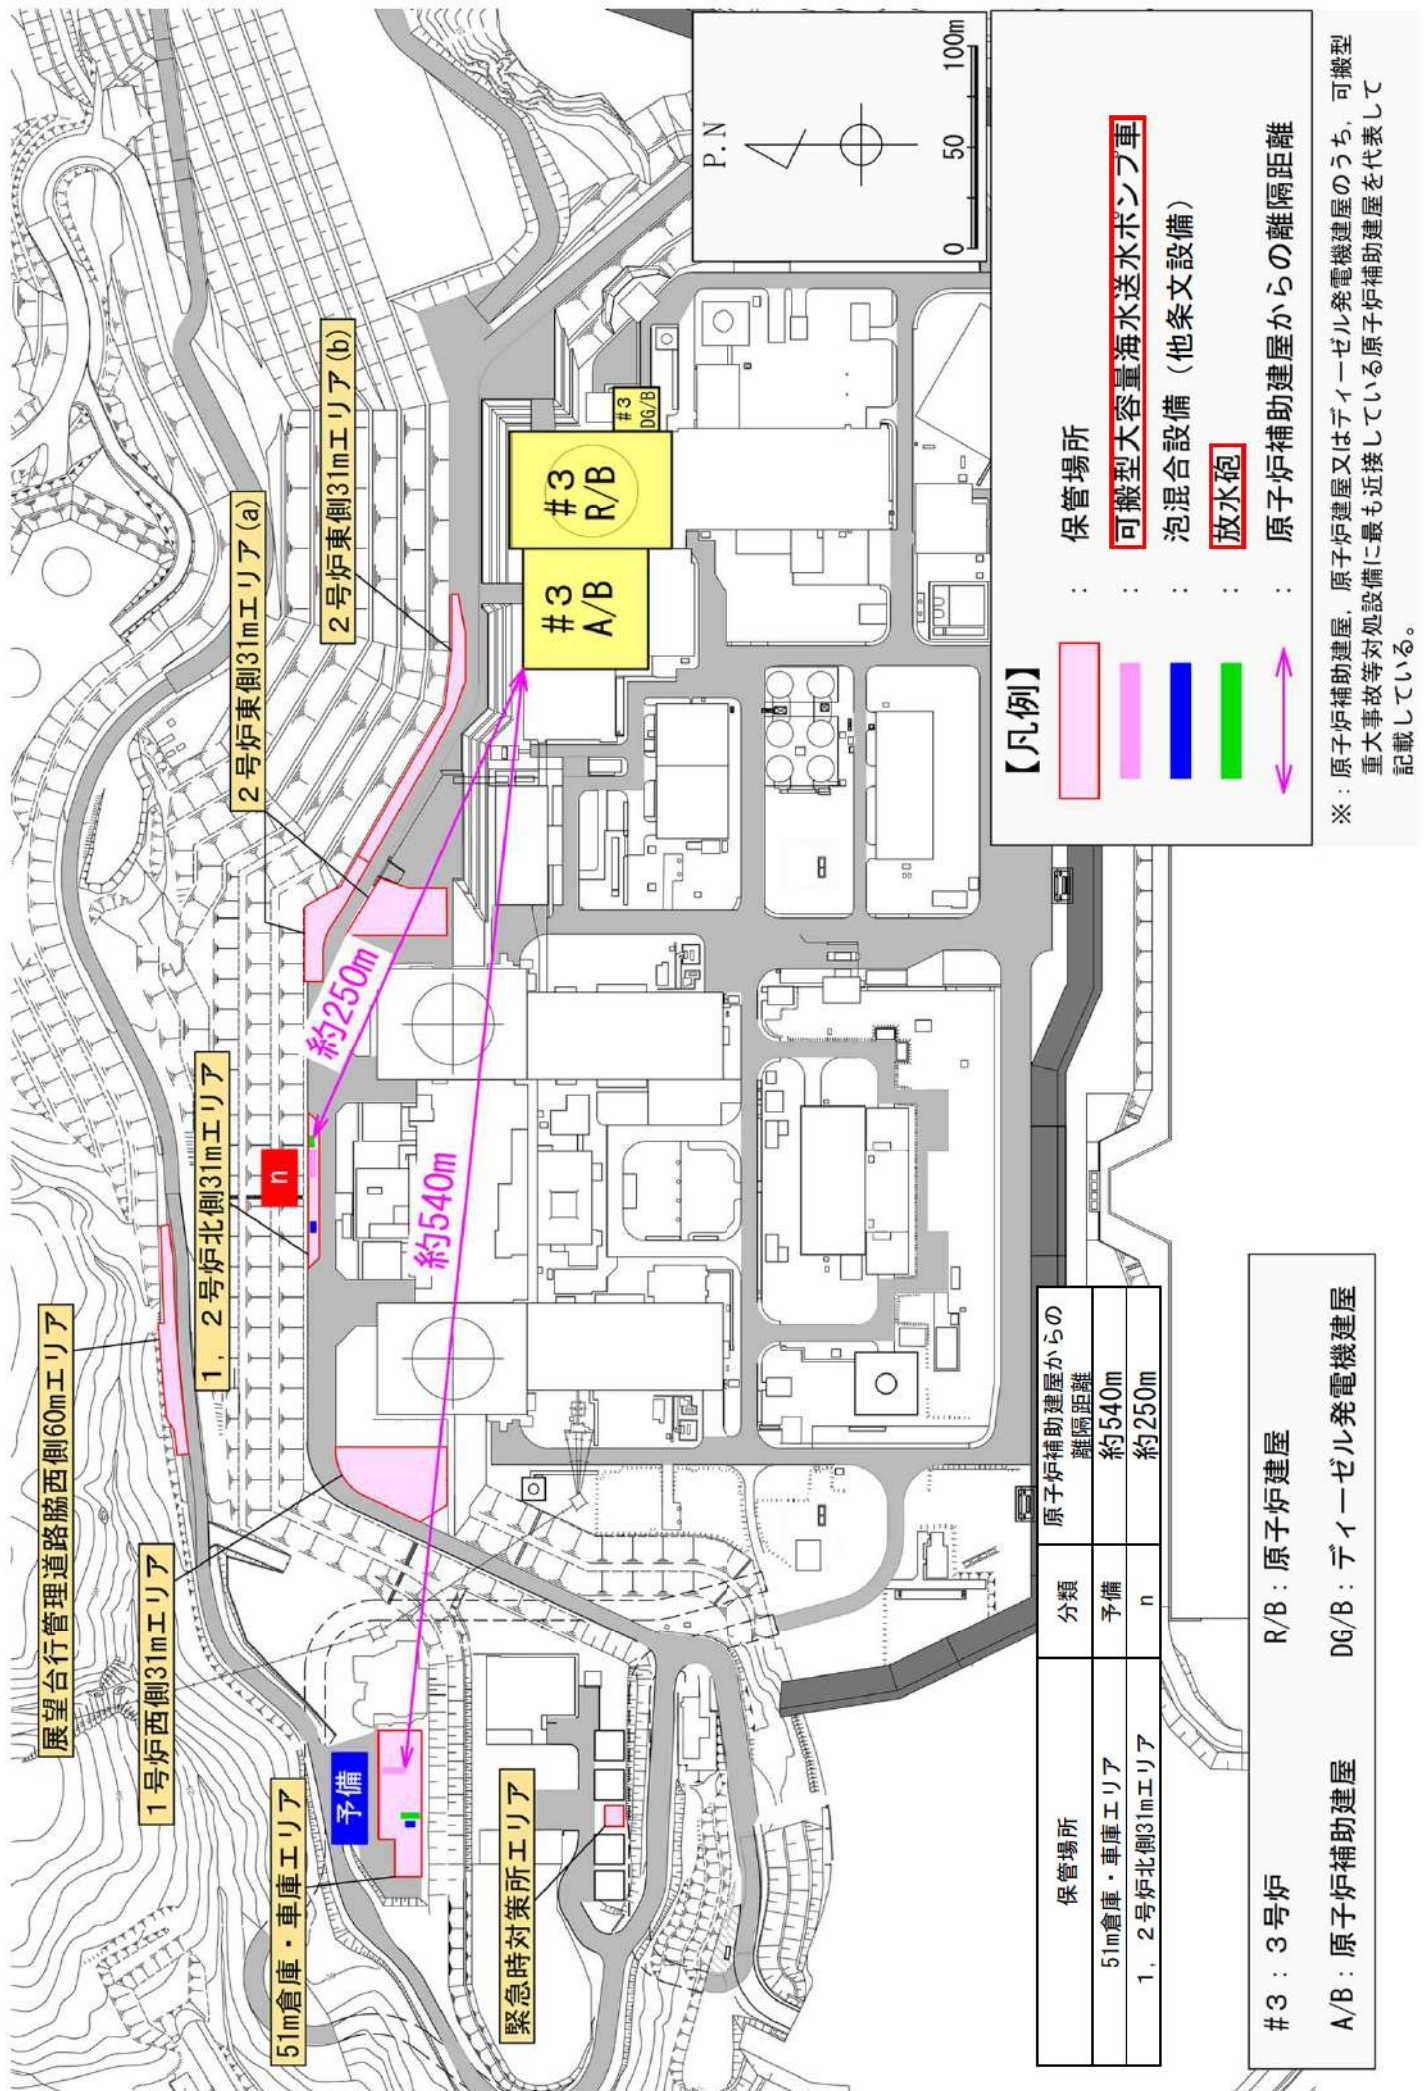 展望台行管理道路脇西側60mエリア
1，2号炉北側31mエリア
2号炉東側31mエリア(a)
2号炉東側31mエリア(b)
1号炉西側31mエリア
51m倉庫・車庫エリア
緊急時対策所エリア
予備
n
約250m
約540m
#3
A/B
#3
R/B
#3
DG/B
P.N
0 50 100m
【凡例】
： 保管場所
： 可搬型大容量海水送水ポンプ車
： 泡混合設備（他条文設備）
： 放水砲
： 原子炉補助建屋からの離隔距離
※：原子炉補助建屋，原子炉建屋又はディーゼル発電機建屋のうち，可搬型
重大事故等対処設備に最も近接している原子炉補助建屋を代表して
記載している。
保管場所 分類 原子炉補助建屋からの
離隔距離
51m倉庫・車庫エリア 予備 約540m
1，2号炉北側31mエリア n 約250m
#3：3号炉 R/B：原子炉建屋
A/B：原子炉補助建屋 DG/B：ディーゼル発電機建屋